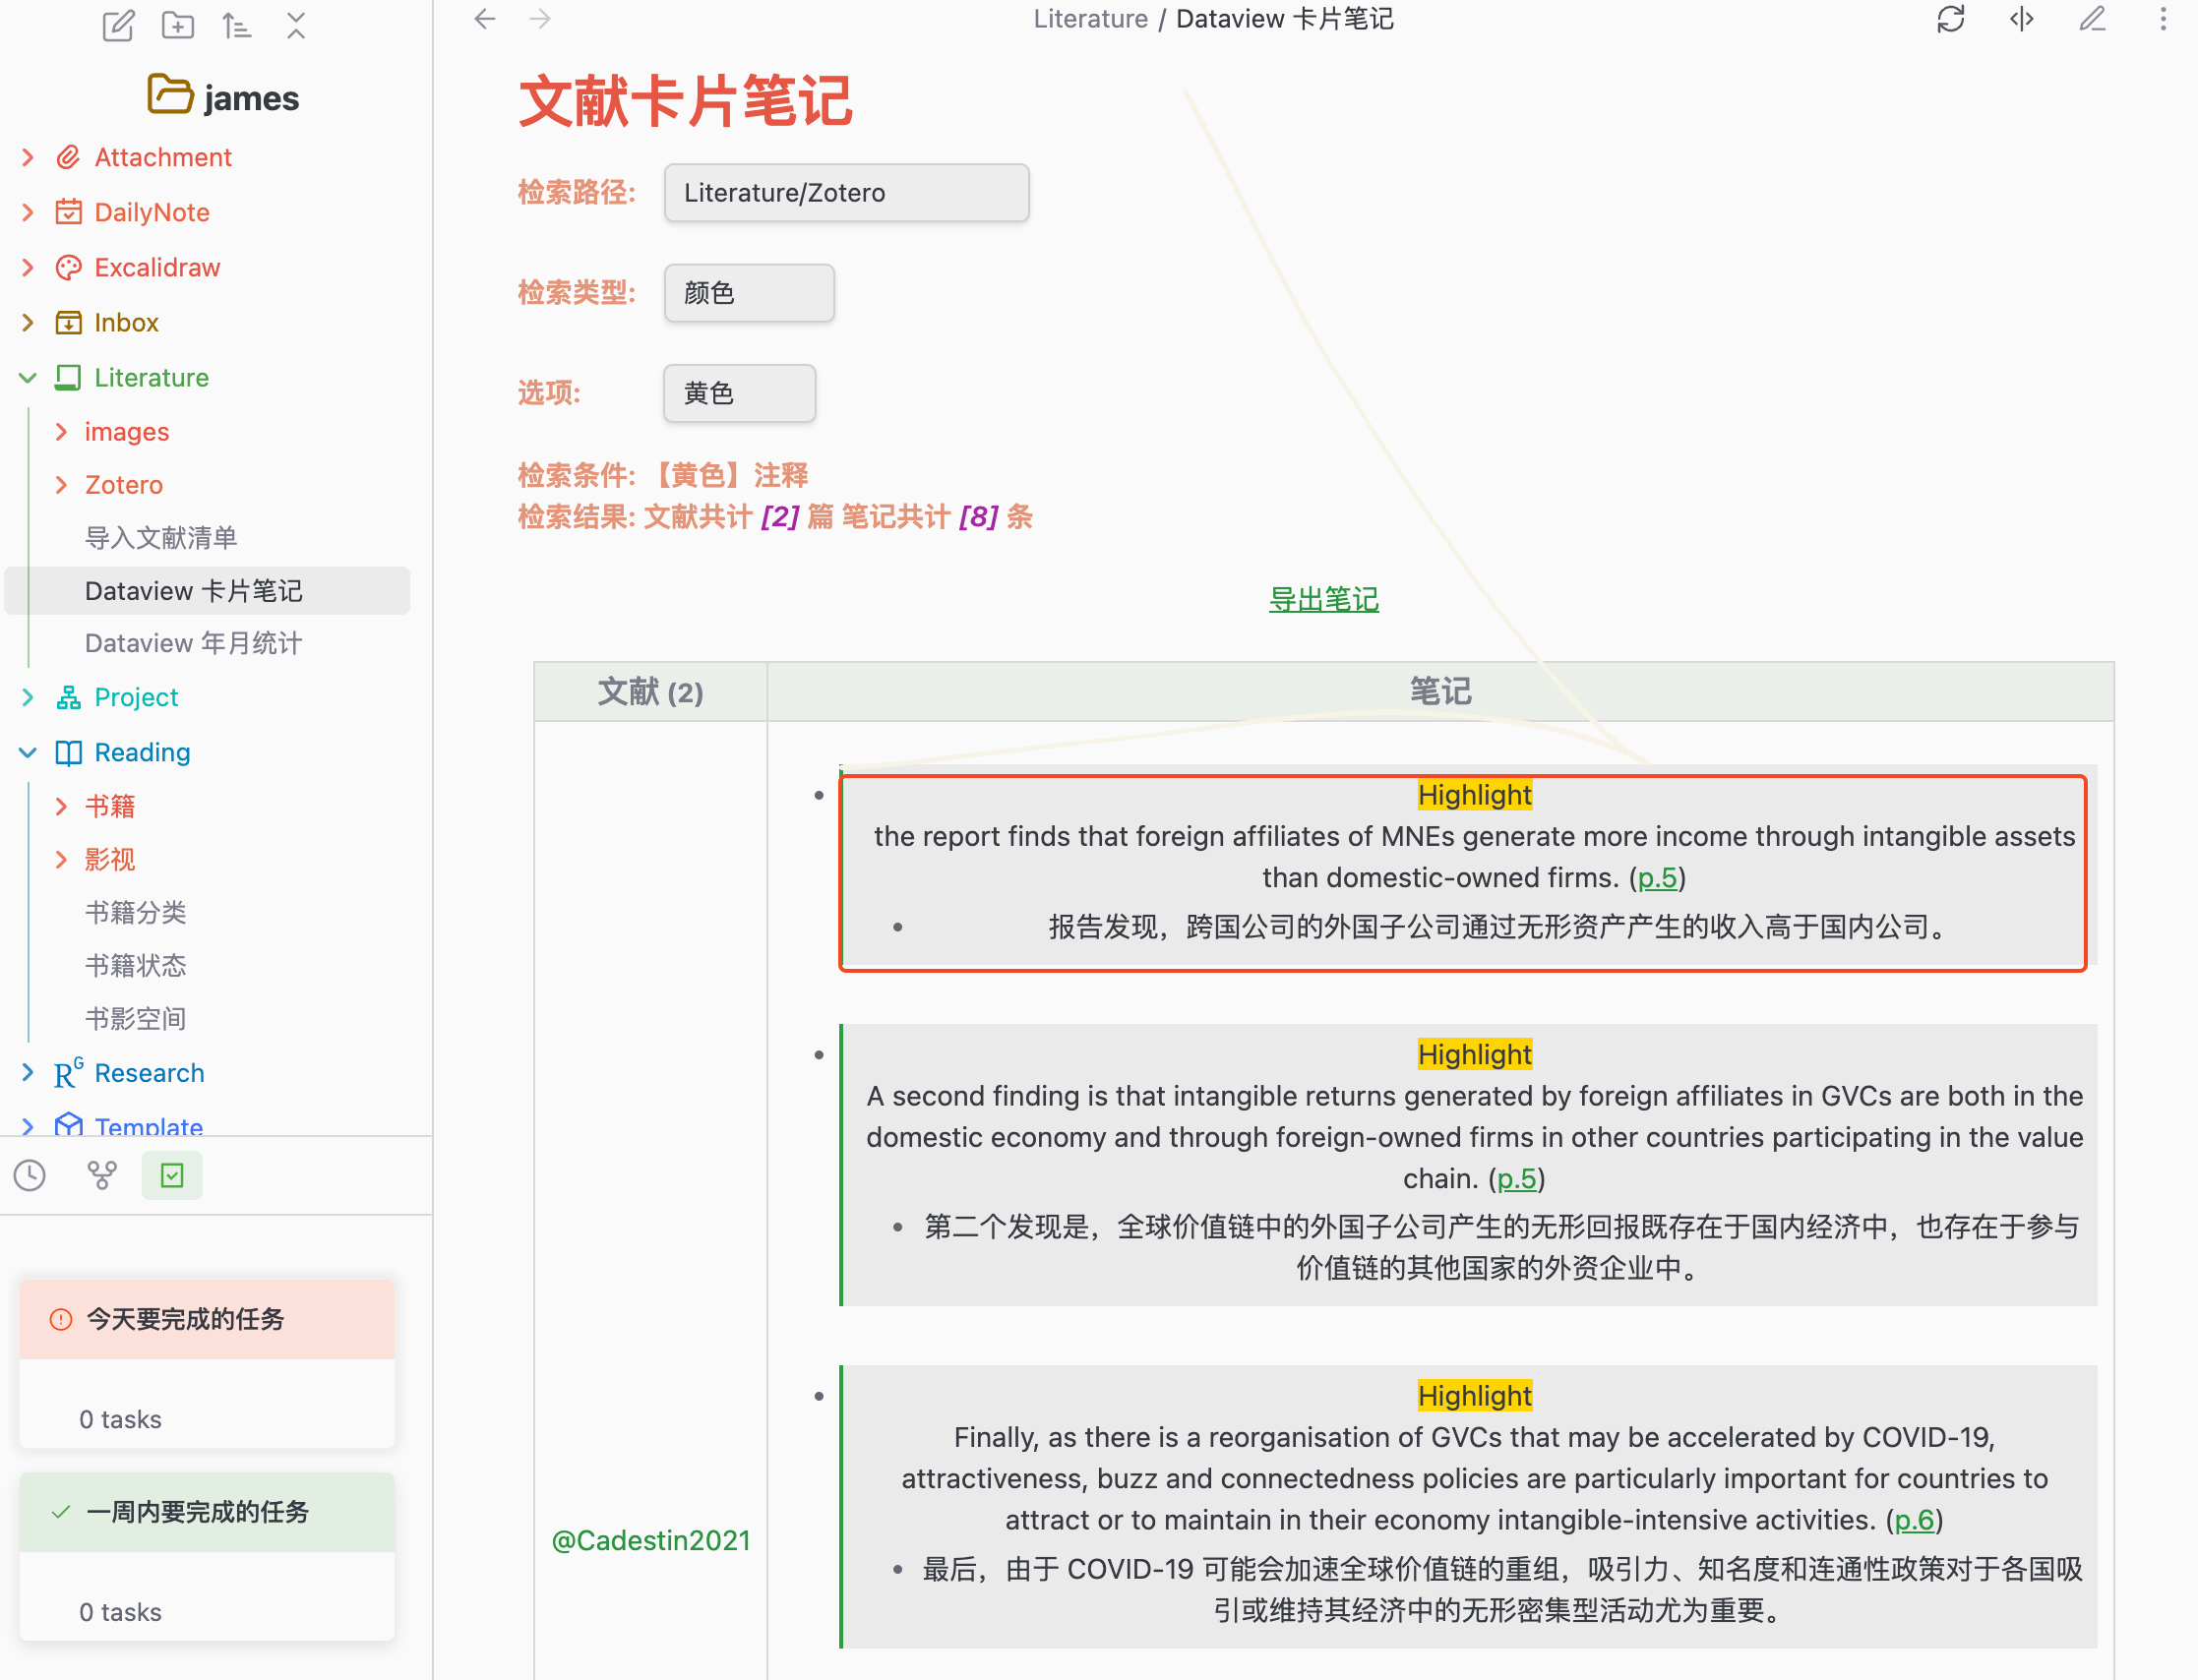 james
Attachment
DailyNote
Excalidraw
Inbox
Literature
images
Zotero
导入文献清单
Dataview 卡片笔记
Dataview 年月统计
Project
Reading
书籍
影视
书籍分类
书籍状态
书影空间
RG Research
Template
今天要完成的任务
0 tasks
一周内要完成的任务
0 tasks
Literature / Dataview 卡片笔记
文献卡片笔记
检索路径: Literature/Zotero
检索类型: 颜色
选项: 黄色
检索条件: 【黄色】注释
检索结果: 文献共计 [2] 篇 笔记共计 [8] 条
导出笔记
文献 (2) 笔记
Highlight
the report finds that foreign affiliates of MNEs generate more income through intangible assets
than domestic-owned firms. (p.5)
报告发现，跨国公司的外国子公司通过无形资产产生的收入高于国内公司。
Highlight
A second finding is that intangible returns generated by foreign affiliates in GVCs are both in the
domestic economy and through foreign-owned firms in other countries participating in the value
chain. (p.5)
第二个发现是，全球价值链中的外国子公司产生的无形回报既存在于国内经济中，也存在于参与
价值链的其他国家的外资企业中。
Highlight
Finally, as there is a reorganisation of GVCs that may be accelerated by COVID-19,
attractiveness, buzz and connectedness policies are particularly important for countries to
attract or to maintain in their economy intangible-intensive activities. (p.6)
@Cadestin2021
最后，由于 COVID-19 可能会加速全球价值链的重组，吸引力、知名度和连通性政策对于各国吸
引或维持其经济中的无形密集型活动尤为重要。